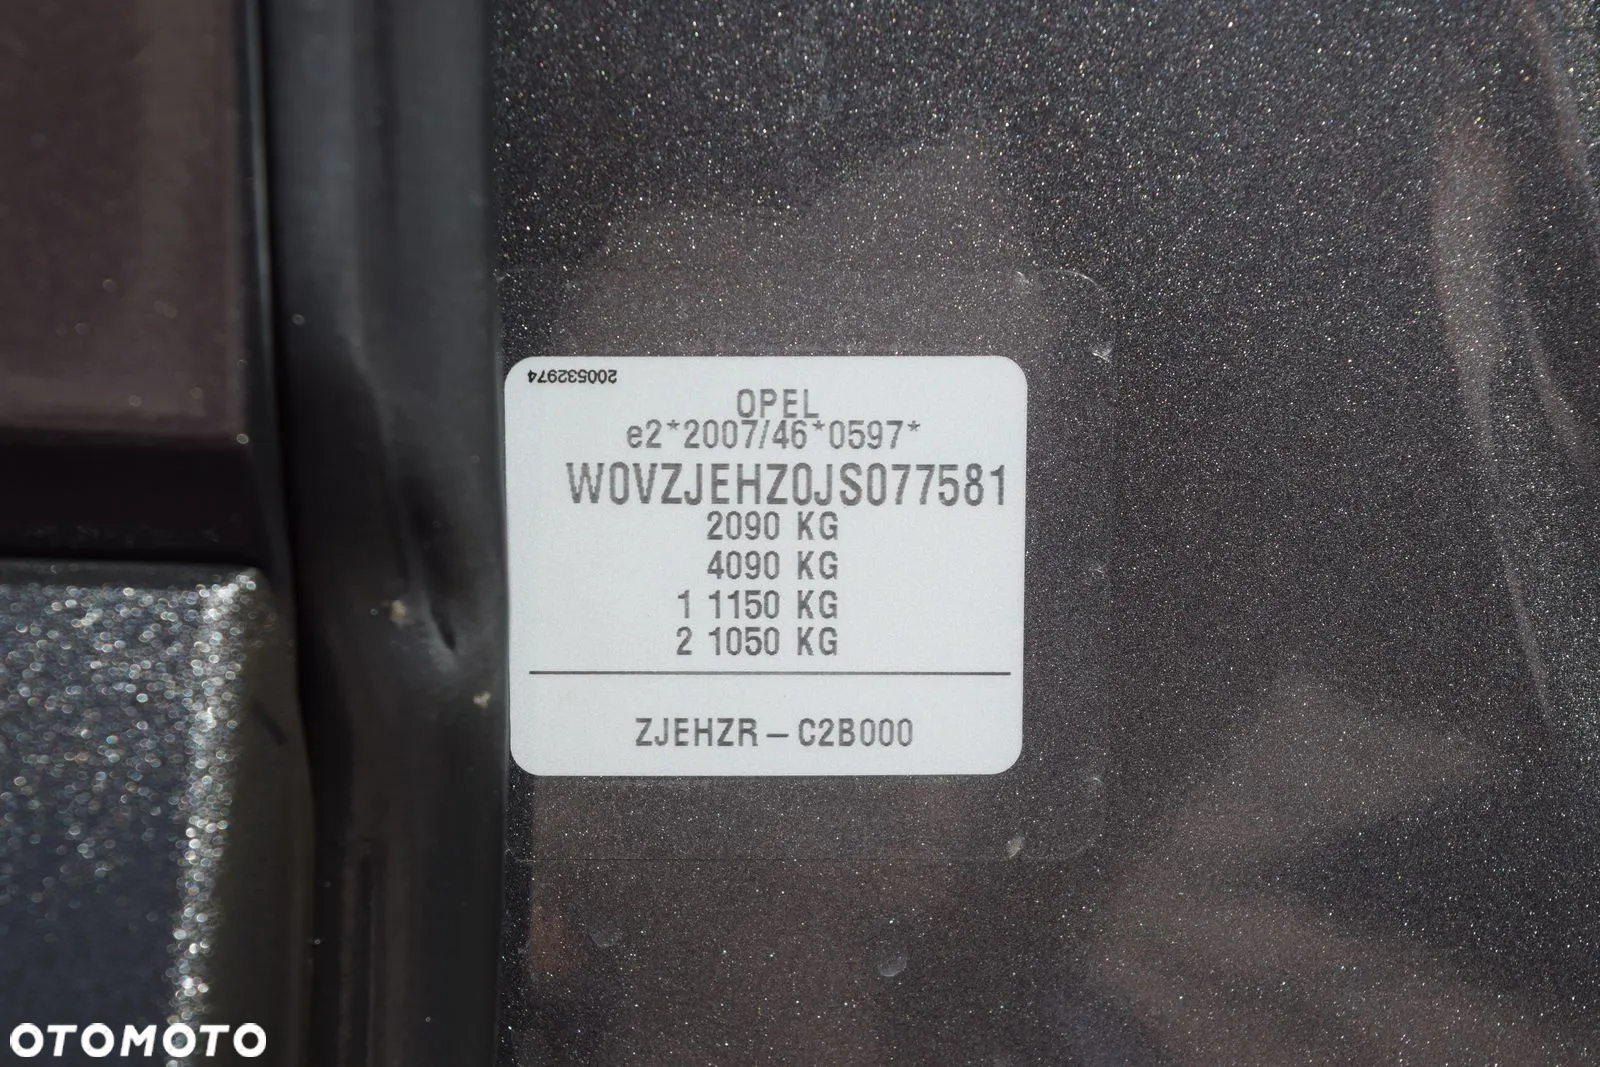 200532974
OPEL
e2*2007/46*0597*
W0VZJEHZ0JS077581
2090 KG
4090 KG
1 1150 KG
2 1050 KG
ZJEHZR – C2B000
OTOMOTO